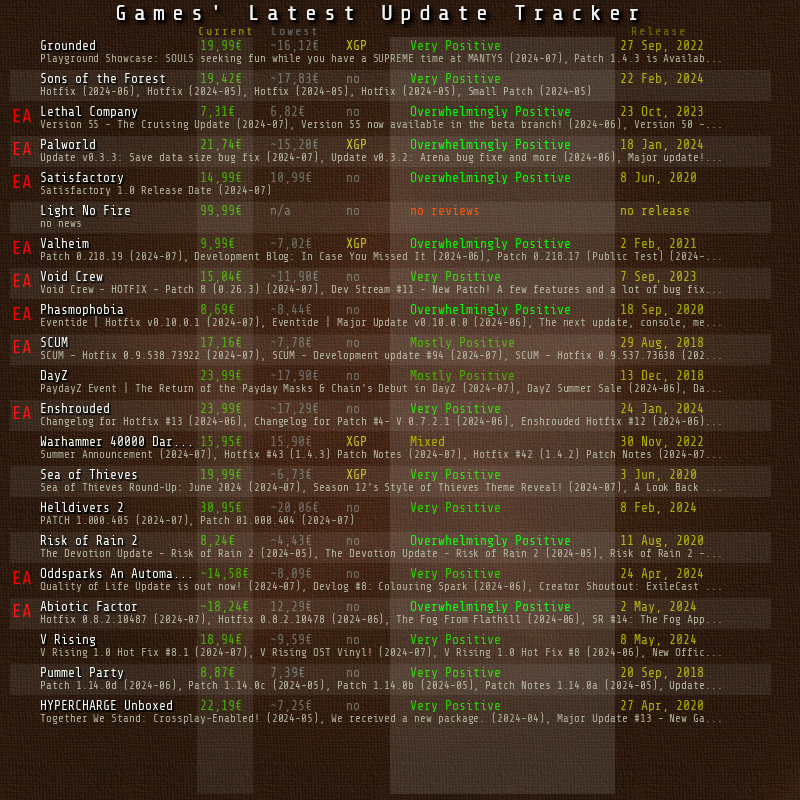 Games' Latest Update Tracker
Current Lowest Release
Grounded 19,99€ ~16,12€ XGP Very Positive 27 Sep, 2022
Playground Showcase: SOULS seeking fun while you have a SUPREME time at MANTYS (2024-07), Patch 1.4.3 is Availab...
Sons of the Forest 19,42€ ~17,83€ no Very Positive 22 Feb, 2024
Hotfix (2024-06), Hotfix (2024-05), Hotfix (2024-05), Hotfix (2024-05), Small Patch (2024-05)
EA Lethal Company 7,31€ 6,82€ no Overwhelmingly Positive 23 Oct, 2023
Version 55 - The Cruising Update (2024-07), Version 55 now available in the beta branch! (2024-06), Version 50 -...
EA Palworld 21,74€ ~15,20€ XGP Overwhelmingly Positive 18 Jan, 2024
Update v0.3.3: Save data size bug fix (2024-07), Update v0.3.2: Arena bug fixe and more (2024-06), Major update!...
EA Satisfactory 14,99€ 10,99€ no Overwhelmingly Positive 8 Jun, 2020
Satisfactory 1.0 Release Date (2024-07)
Light No Fire 99,99€ n/a no no reviews no release
no news
EA Valheim 9,99€ ~7,02€ XGP Overwhelmingly Positive 2 Feb, 2021
Patch 0.218.19 (2024-07), Development Blog: In Case You Missed It (2024-06), Patch 0.218.17 (Public Test) (2024-...
EA Void Crew 15,04€ ~11,90€ no Very Positive 7 Sep, 2023
Void Crew - HOTFIX - Patch 8 (0.26.3) (2024-07), Dev Stream #11 - New Patch! A few features and a lot of bug fix...
EA Phasmophobia 8,69€ ~8,44€ no Overwhelmingly Positive 18 Sep, 2020
Eventide | Hotfix v0.10.0.1 (2024-07), Eventide | Major Update v0.10.0.0 (2024-06), The next update, console, me...
EA SCUM 17,16€ ~7,78€ no Mostly Positive 29 Aug, 2018
SCUM - Hotfix 0.9.538.73922 (2024-07), SCUM - Development update #94 (2024-07), SCUM - Hotfix 0.9.537.73638 (202...
DayZ 23,99€ ~17,90€ no Mostly Positive 13 Dec, 2018
PaydayZ Event | The Return of the Payday Masks & Chain's Debut in DayZ (2024-07), DayZ Summer Sale (2024-06), Da...
EA Enshrouded 23,99€ ~17,29€ no Very Positive 24 Jan, 2024
Changelog for Hotfix #13 (2024-06), Changelog for Patch #4- V 0.7.2.1 (2024-06), Enshrouded Hotfix #12 (2024-06)...
Warhammer 40000 Dar... 15,95€ 15,90€ XGP Mixed 30 Nov, 2022
Summer Announcement (2024-07), Hotfix #43 (1.4.3) Patch Notes (2024-07), Hotfix #42 (1.4.2) Patch Notes (2024-07...
Sea of Thieves 19,99€ ~6,73€ XGP Very Positive 3 Jun, 2020
Sea of Thieves Round-Up: June 2024 (2024-07), Season 12's Style of Thieves Theme Reveal! (2024-07), A Look Back ...
Helldivers 2 30,95€ ~20,06€ no Very Positive 8 Feb, 2024
PATCH 1.000.405 (2024-07), Patch 01.000.404 (2024-07)
Risk of Rain 2 8,24€ ~4,43€ no Overwhelmingly Positive 11 Aug, 2020
The Devotion Update - Risk of Rain 2 (2024-05), The Devotion Update - Risk of Rain 2 (2024-05), Risk of Rain 2 -...
EA Oddsparks An Automa... ~14,58€ ~8,09€ no Very Positive 24 Apr, 2024
Quality of Life Update is out now! (2024-07), Devlog #8: Colouring Spark (2024-06), Creator Shoutout: ExileCast ...
EA Abiotic Factor ~18,24€ 12,29€ no Overwhelmingly Positive 2 May, 2024
Hotfix 0.8.2.10487 (2024-07), Hotfix 0.8.2.10478 (2024-06), The Fog From Flathill (2024-06), SR #14: The Fog App...
V Rising 18,94€ ~9,59€ no Very Positive 8 May, 2024
V Rising 1.0 Hot Fix #8.1 (2024-07), V Rising OST Vinyl! (2024-07), V Rising 1.0 Hot Fix #8 (2024-06), New Offic...
Pummel Party 8,87€ 7,39€ no Very Positive 20 Sep, 2018
Patch 1.14.0d (2024-06), Patch 1.14.0c (2024-05), Patch 1.14.0b (2024-05), Patch Notes 1.14.0a (2024-05), Update...
HYPERCHARGE Unboxed 22,19€ ~7,25€ no Very Positive 27 Apr, 2020
Together We Stand: Crossplay-Enabled! (2024-05), We received a new package. (2024-04), Major Update #13 - New Ga...